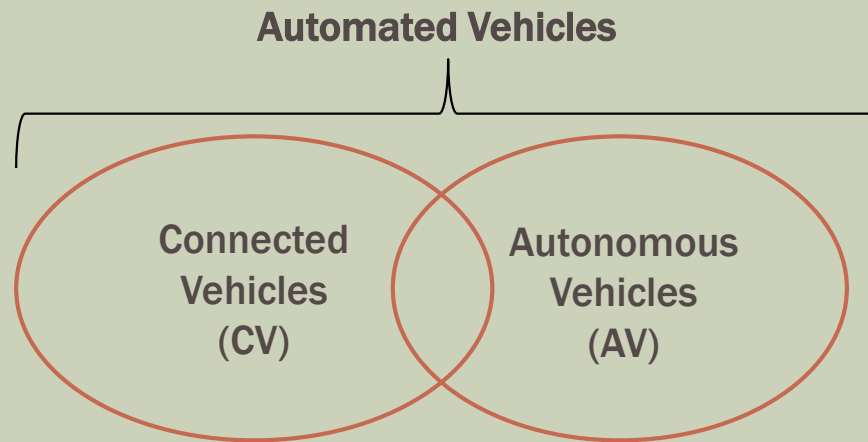 Automated Vehicles
Connected
Vehicles
(CV)
Autonomous
Vehicles
(AV)